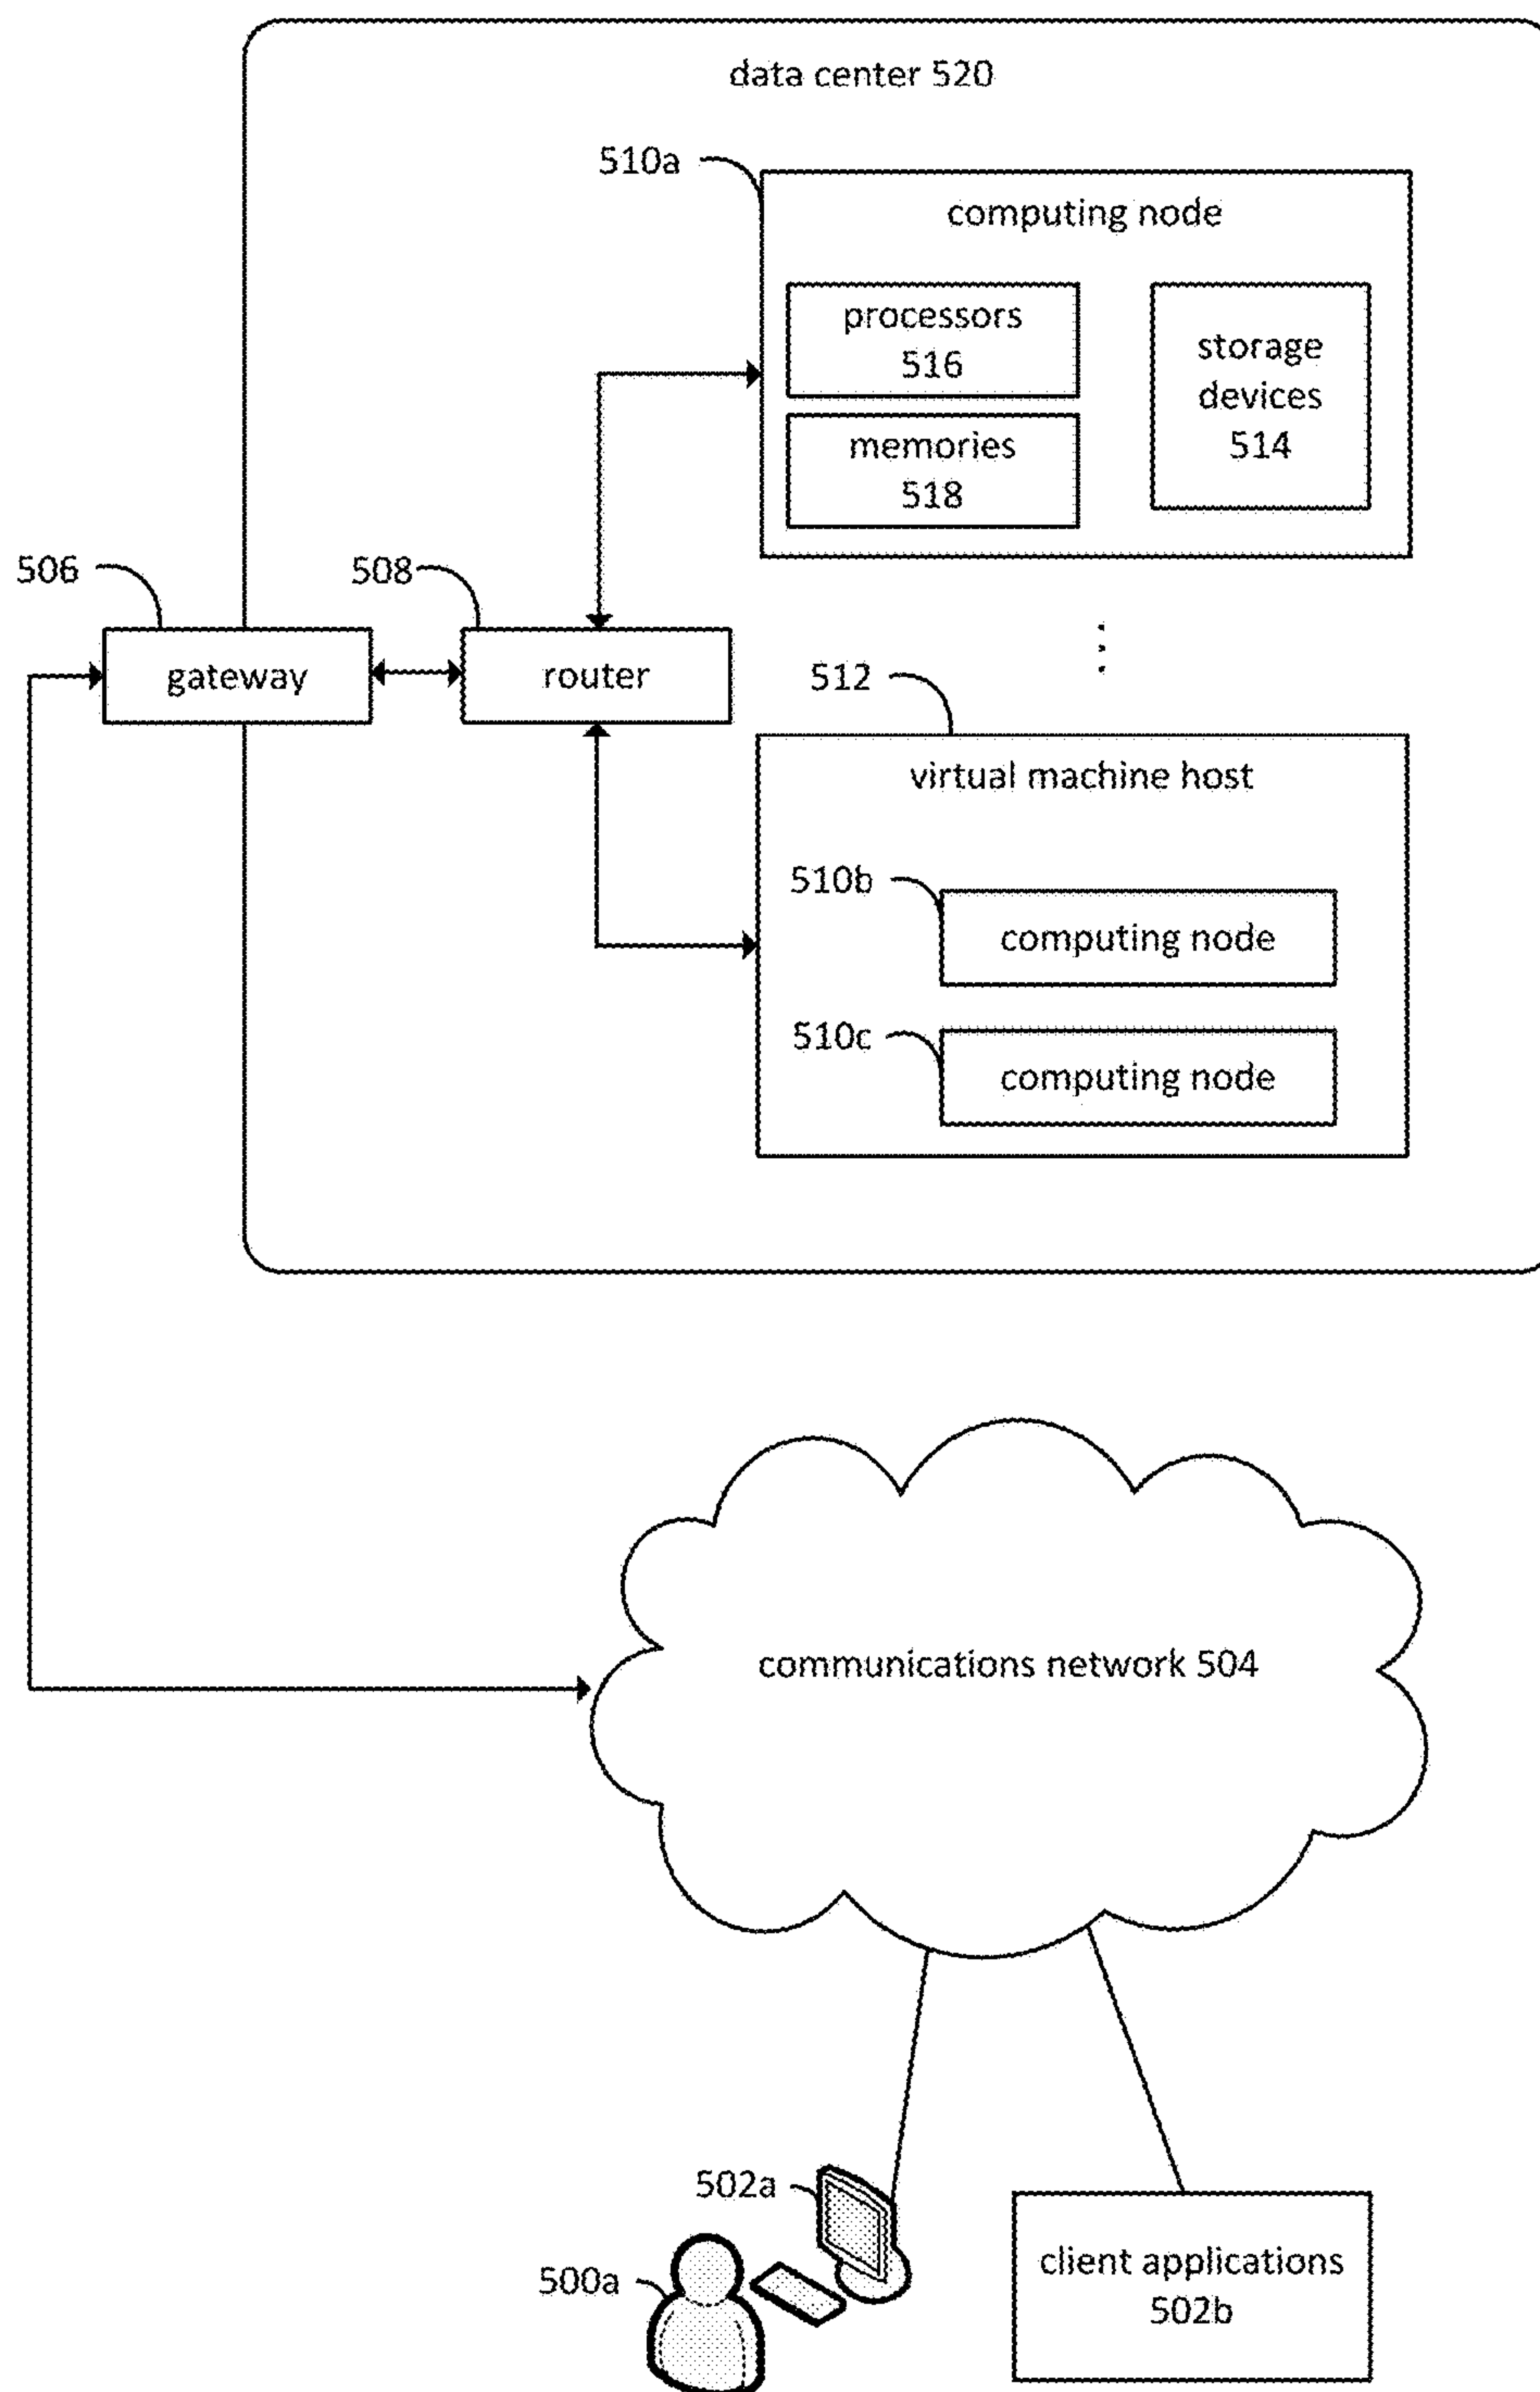 data center 520
510a
computing node
processors
516
storage
devices
514
memories
518
506
508
gateway
router
512
virtual machine host
510b
computing node
510c
computing node
communications network 504
502a
500a
client applications
502b